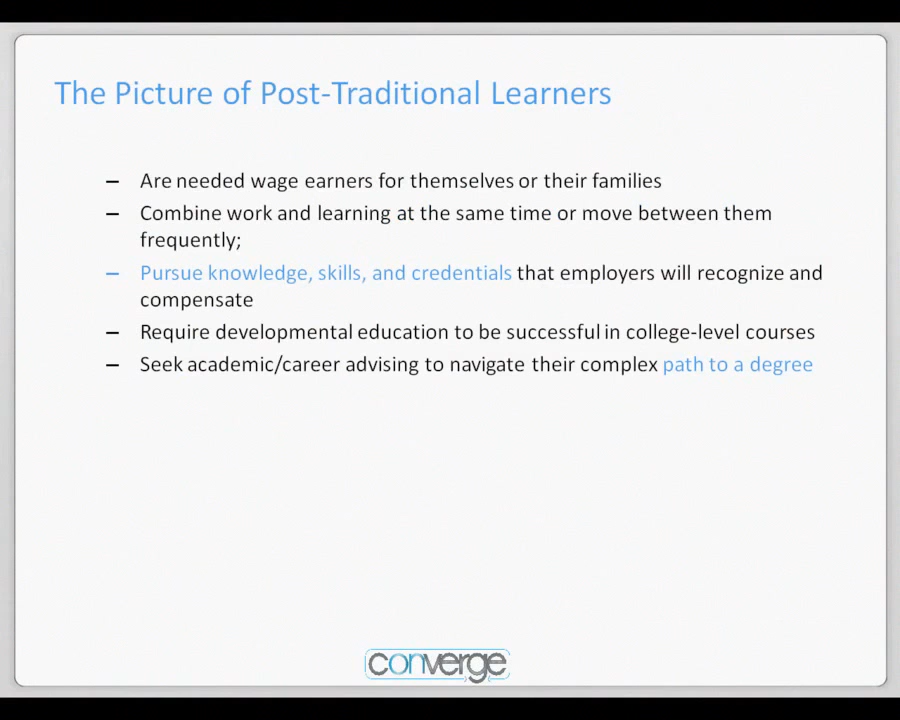 The Picture of Post-Traditional Learners
– Are needed wage earners for themselves or their families
– Combine work and learning at the same time or move between them
frequently;
– Pursue knowledge, skills, and credentials that employers will recognize and
compensate
– Require developmental education to be successful in college-level courses
– Seek academic/career advising to navigate their complex path to a degree
converge